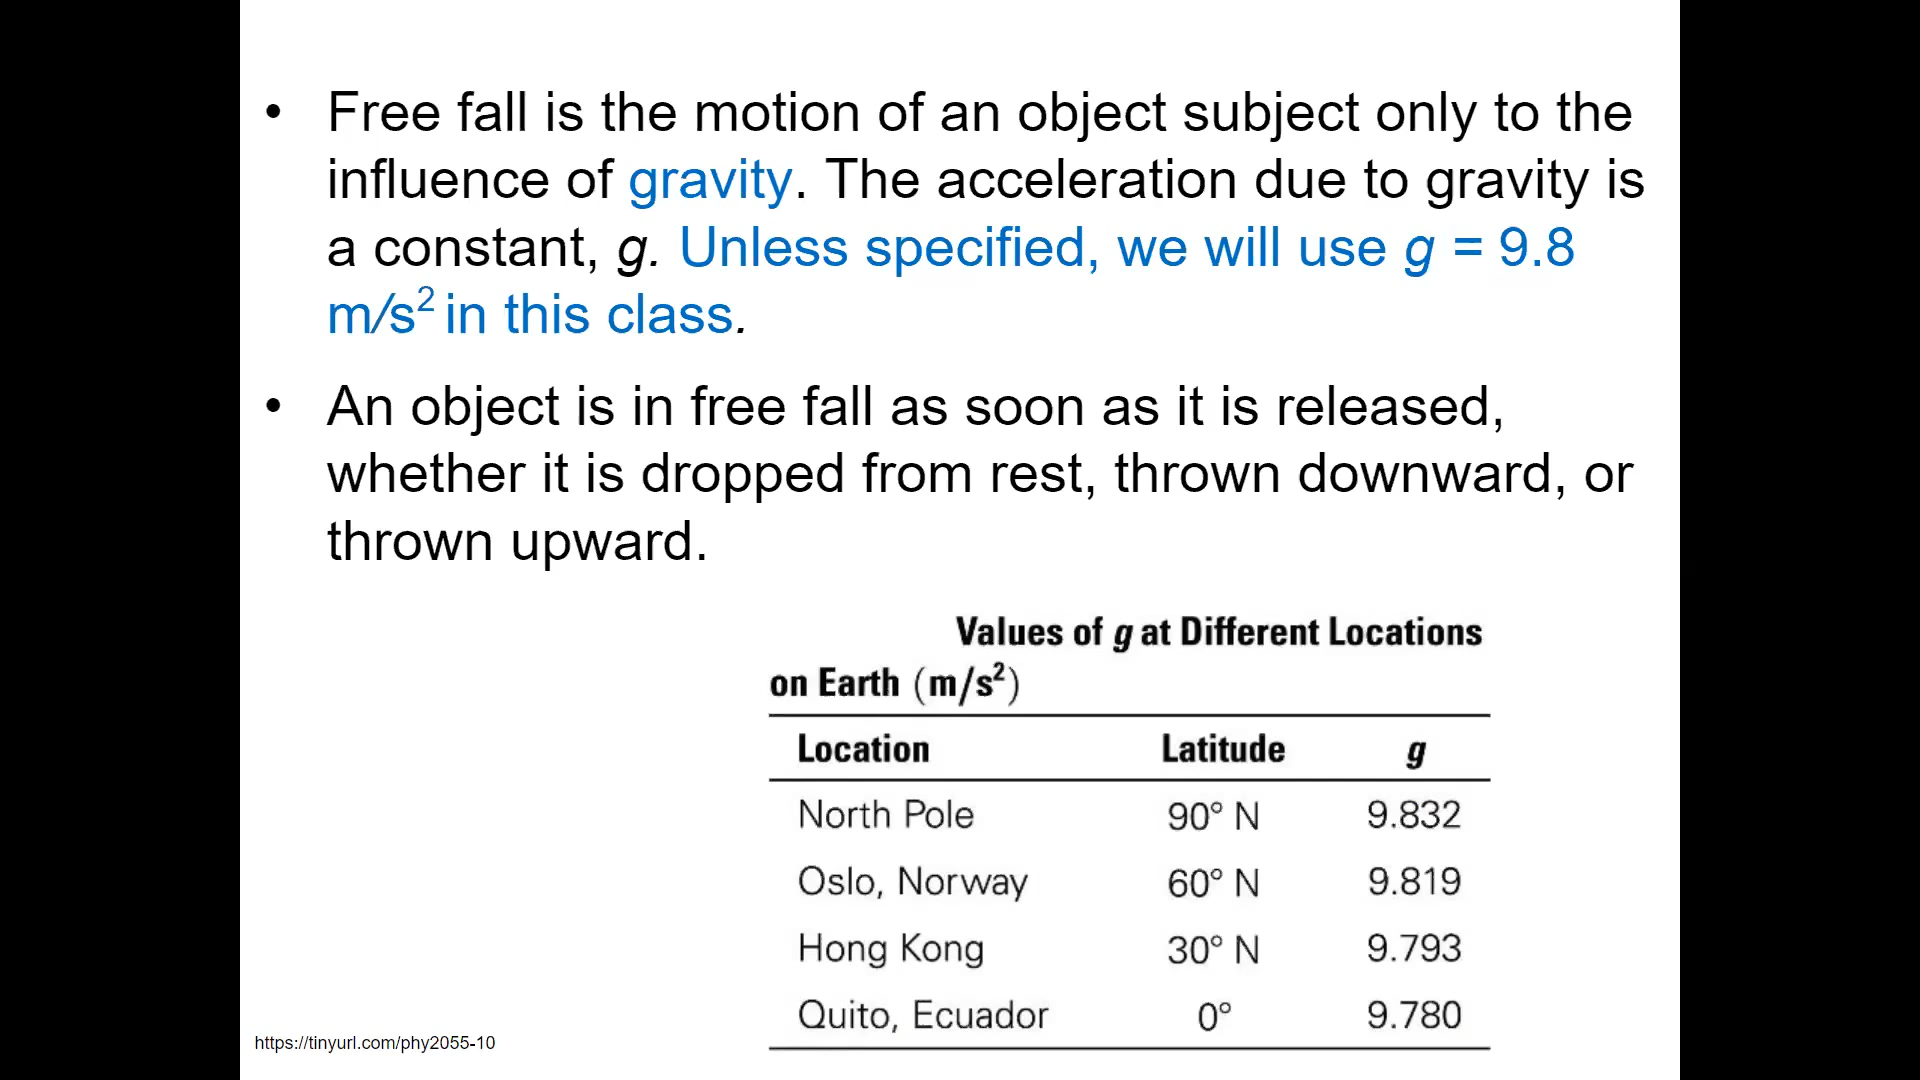 • Free fall is the motion of an object subject only to the
influence of gravity. The acceleration due to gravity is
a constant, g. Unless specified, we will use g = 9.8
m/s² in this class.
• An object is in free fall as soon as it is released,
whether it is dropped from rest, thrown downward, or
thrown upward.
Values of g at Different Locations
on Earth (m/s²)
Location Latitude g
North Pole 90° N 9.832
Oslo, Norway 60° N 9.819
Hong Kong 30° N 9.793
Quito, Ecuador 0° 9.780
https://tinyurl.com/phy2055-10